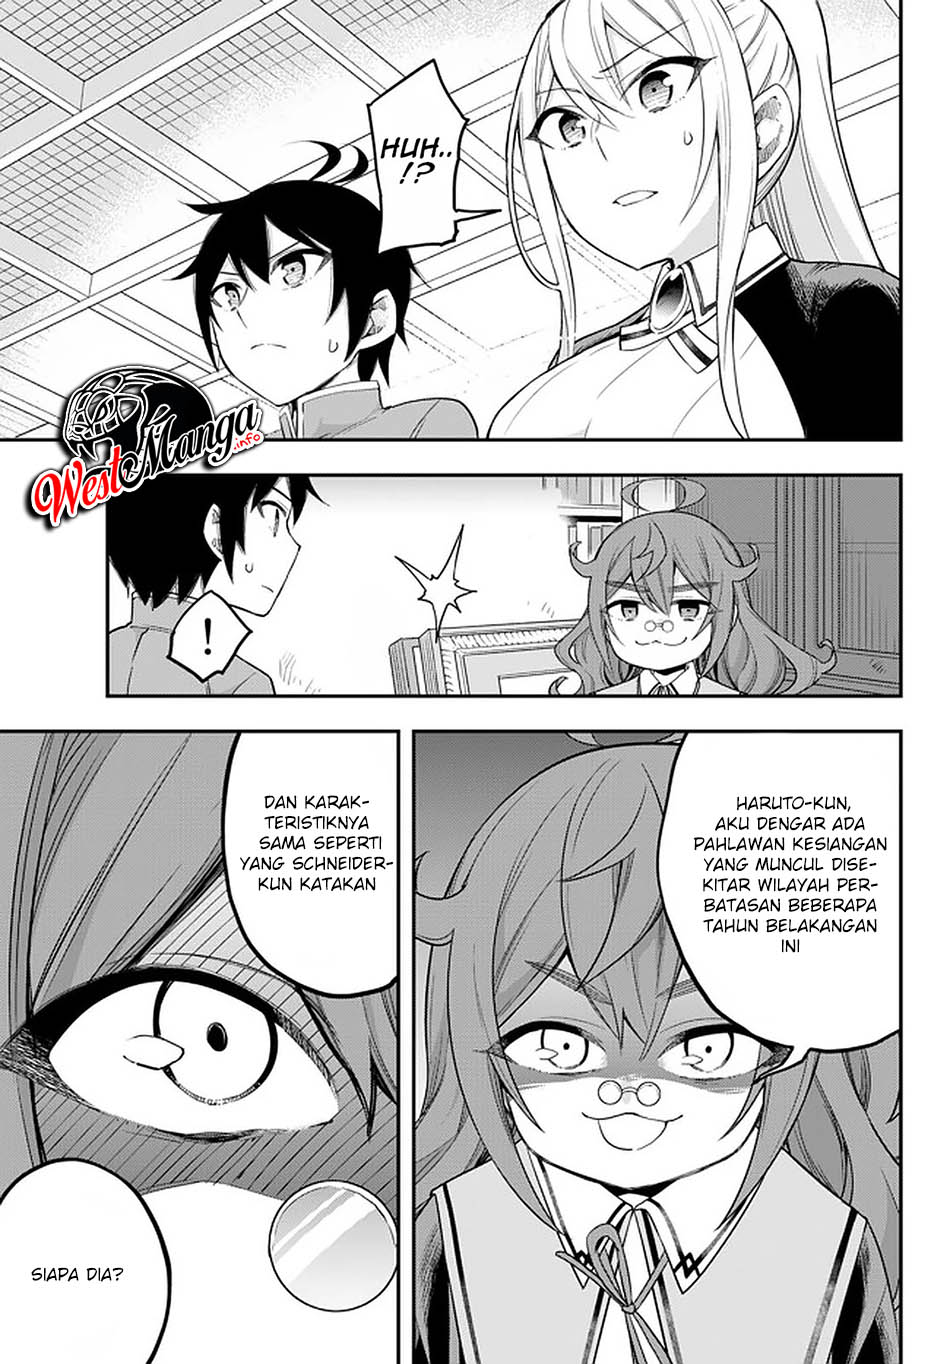 HUH..
!?
WestManga
.info
!
HARUTO-KUN,
AKU DENGAR ADA
PAHLAWAN KESIANGAN
YANG MUNCUL DISE-
KITAR WILAYAH PER-
BATASAN BEBERAPA
TAHUN BELAKANGAN
INI
DAN KARAK-
TERISTIKNYA
SAMA SEPERTI
YANG SCHNEIDER-
KUN KATAKAN
SIAPA DIA?